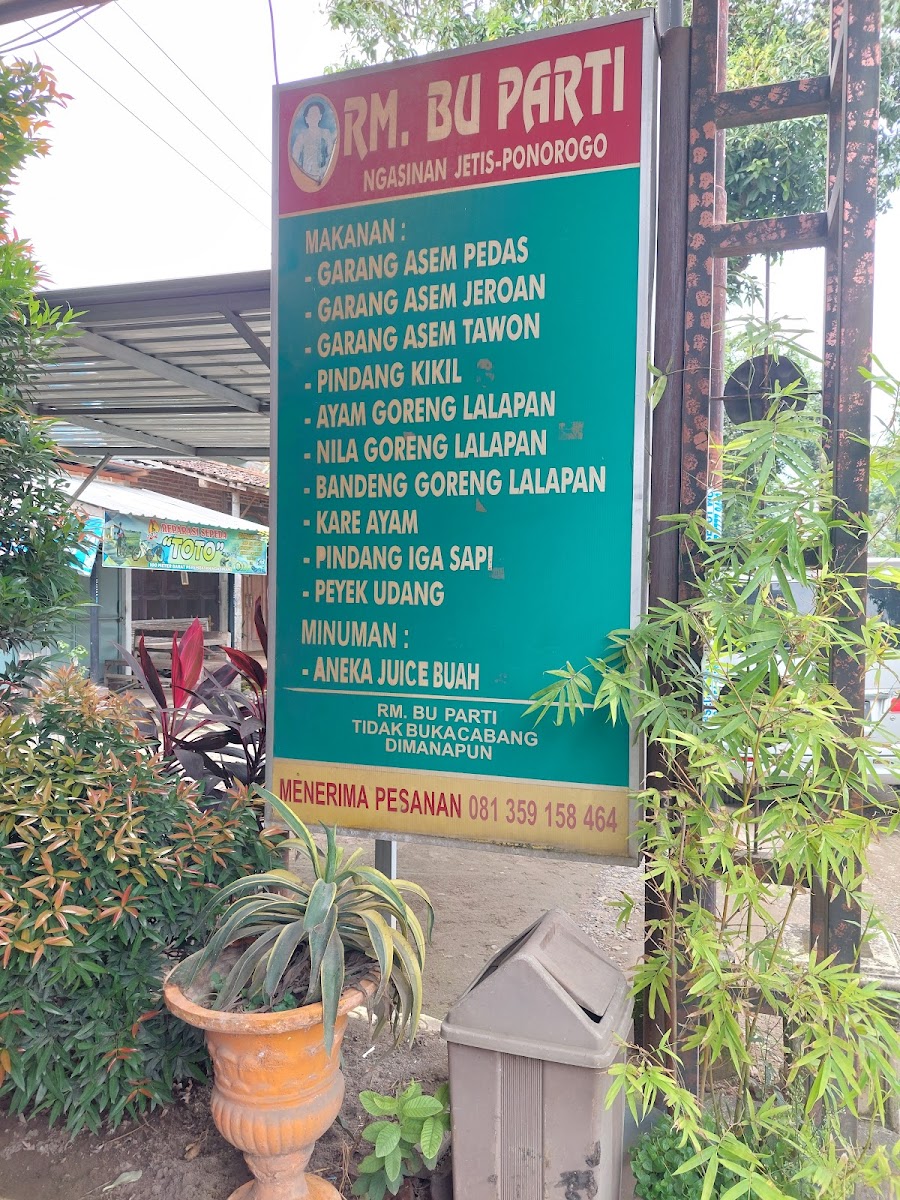 RM. BU PARTI
NGASINAN JETIS-PONOROGO
MAKANAN :
- GARANG ASEM PEDAS
- GARANG ASEM JEROAN
- GARANG ASEM TAWON
- PINDANG KIKIL
- AYAM GORENG LALAPAN
- NILA GORENG LALAPAN
- BANDENG GORENG LALAPAN
- KARE AYAM
- PINDANG IGA SAPI
- PEYEK UDANG
MINUMAN :
- ANEKA JUICE BUAH
RM. BU PARTI
TIDAK BUKA CABANG
DIMANAPUN
MENERIMA PESANAN 081 359 158 464
REPARASI SEPEDA
"TOTO"